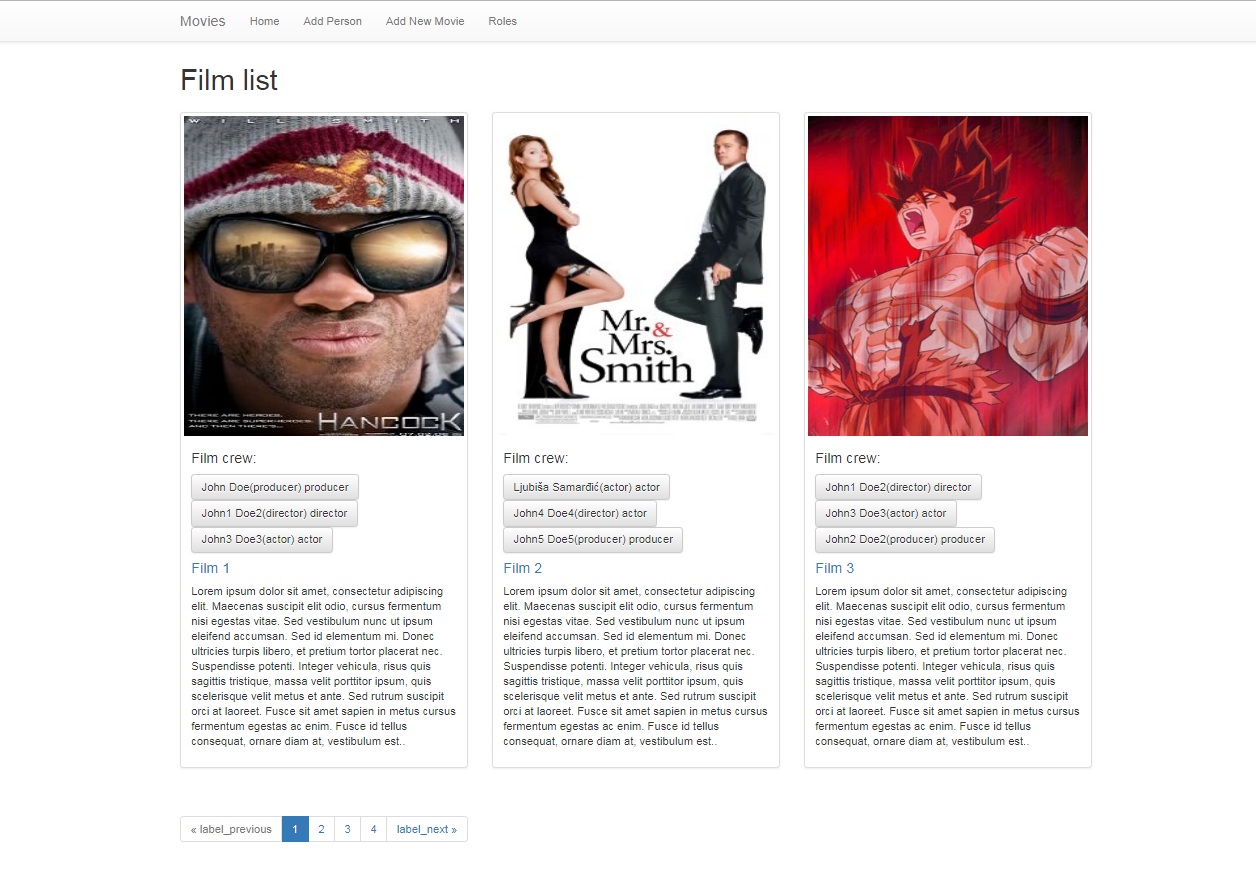 Movies Home Add Person Add New Movie Roles
Film list
WILL SMITH
THERE ARE HEROES.
THERE ARE SUPERHEROES.
AND THEN THERE'S...
HANCOCK
Mr. &
Mrs.
Smith
Film crew:
John Doe(producer) producer
John1 Doe2(director) director
John3 Doe3(actor) actor
Film 1
Lorem ipsum dolor sit amet, consectetur adipiscing
elit. Maecenas suscipit elit odio, cursus fermentum
nisi egestas vitae. Sed vestibulum nunc ut ipsum
eleifend accumsan. Sed id elementum mi. Donec
ultricies turpis libero, et pretium tortor placerat nec.
Suspendisse potenti. Integer vehicula, risus quis
sagittis tristique, massa velit porttitor ipsum, quis
scelerisque velit metus et ante. Sed rutrum suscipit
orci at laoreet. Fusce sit amet sapien in metus cursus
fermentum egestas ac enim. Fusce id tellus
consequat, ornare diam at, vestibulum est..
Film crew:
Ljubiša Samarđić(actor) actor
John4 Doe4(director) actor
John5 Doe5(producer) producer
Film 2
Lorem ipsum dolor sit amet, consectetur adipiscing
elit. Maecenas suscipit elit odio, cursus fermentum
nisi egestas vitae. Sed vestibulum nunc ut ipsum
eleifend accumsan. Sed id elementum mi. Donec
ultricies turpis libero, et pretium tortor placerat nec.
Suspendisse potenti. Integer vehicula, risus quis
sagittis tristique, massa velit porttitor ipsum, quis
scelerisque velit metus et ante. Sed rutrum suscipit
orci at laoreet. Fusce sit amet sapien in metus cursus
fermentum egestas ac enim. Fusce id tellus
consequat, ornare diam at, vestibulum est..
Film crew:
John1 Doe2(director) director
John3 Doe3(actor) actor
John2 Doe2(producer) producer
Film 3
Lorem ipsum dolor sit amet, consectetur adipiscing
elit. Maecenas suscipit elit odio, cursus fermentum
nisi egestas vitae. Sed vestibulum nunc ut ipsum
eleifend accumsan. Sed id elementum mi. Donec
ultricies turpis libero, et pretium tortor placerat nec.
Suspendisse potenti. Integer vehicula, risus quis
sagittis tristique, massa velit porttitor ipsum, quis
scelerisque velit metus et ante. Sed rutrum suscipit
orci at laoreet. Fusce sit amet sapien in metus cursus
fermentum egestas ac enim. Fusce id tellus
consequat, ornare diam at, vestibulum est..
« label_previous 1 2 3 4 label_next »